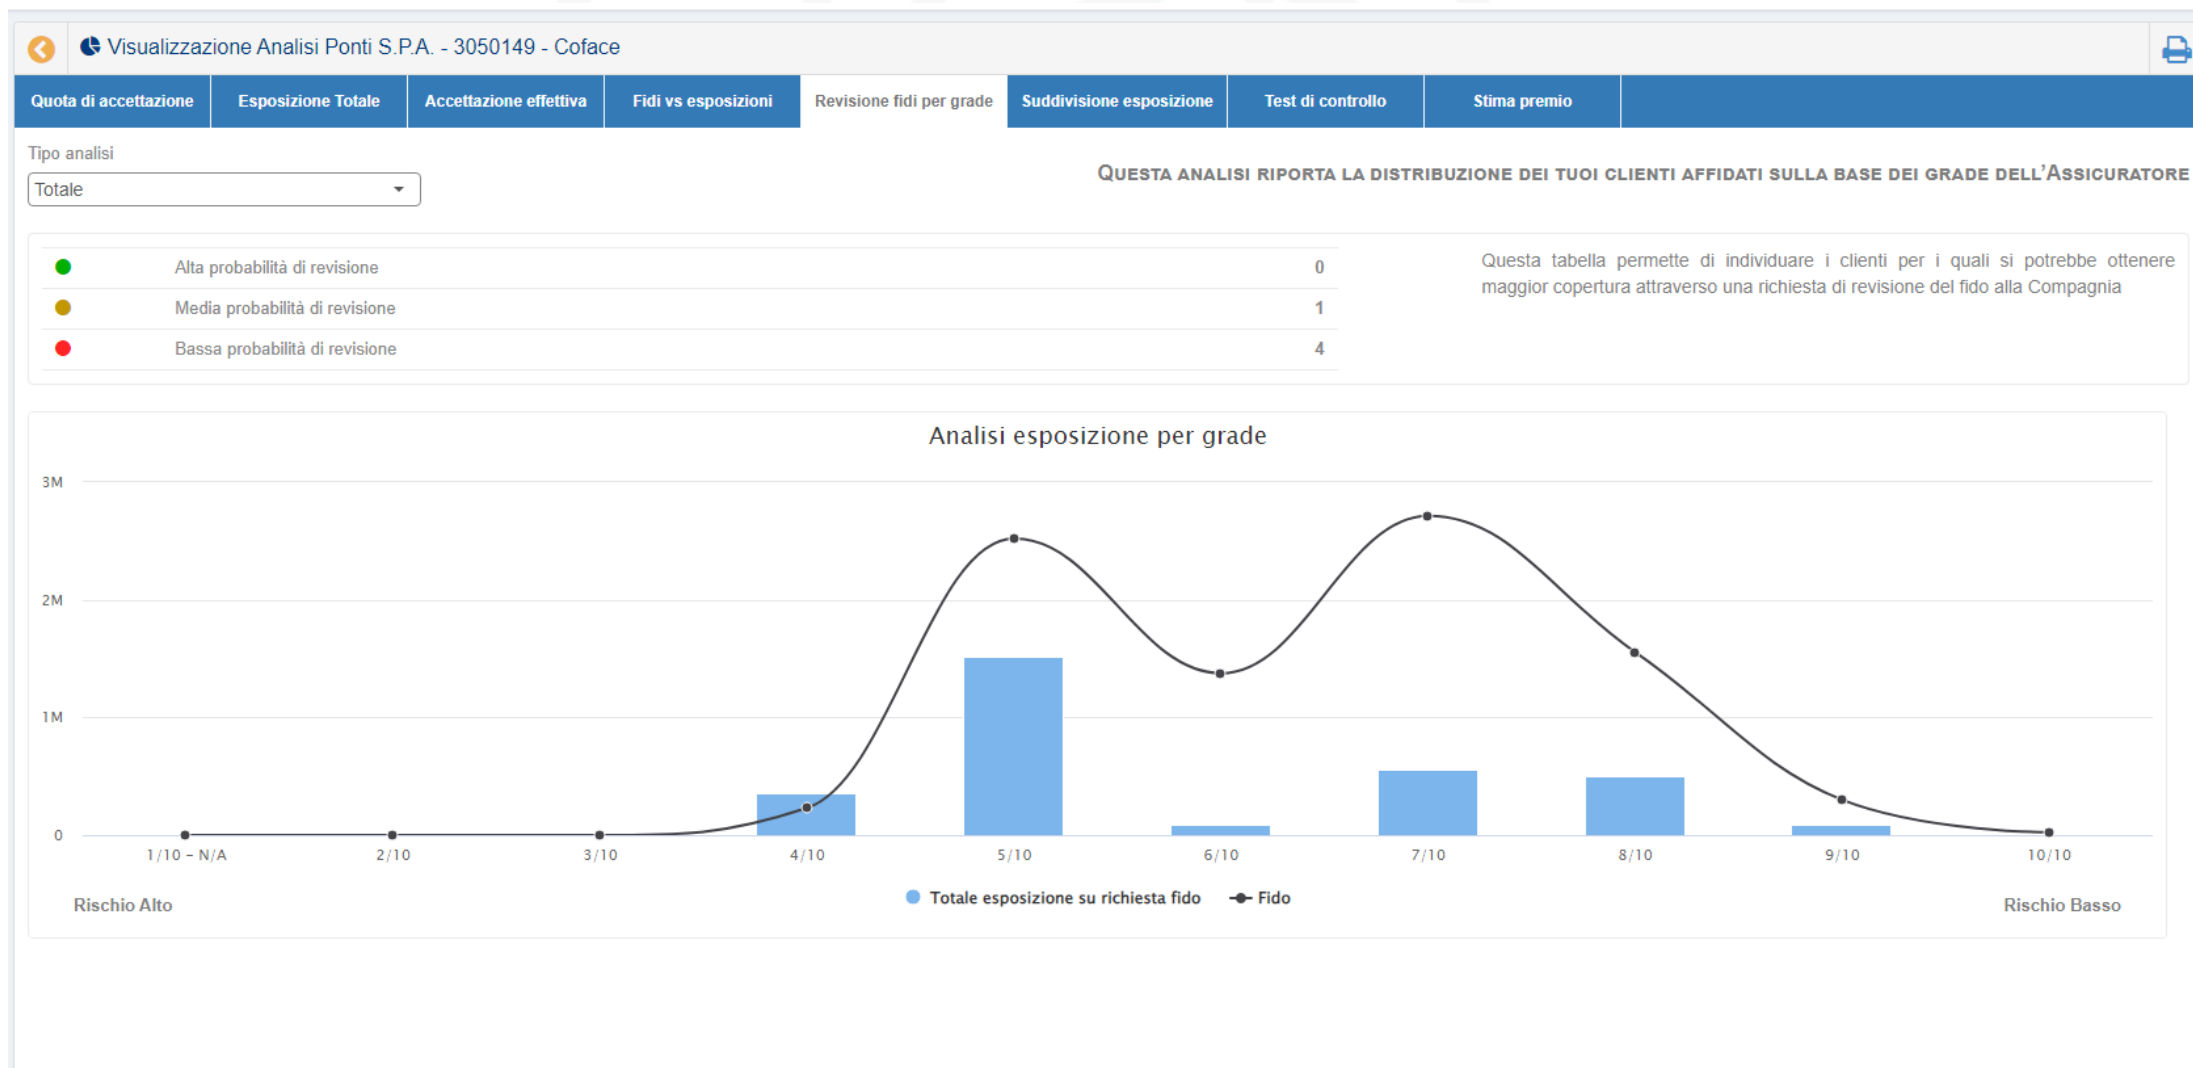 Visualizzazione Analisi Ponti S.P.A. - 3050149 - Coface
Quota di accettazione
Esposizione Totale
Accettazione effettiva
Fidi vs esposizioni
Revisione fidi per grade
Suddivisione esposizione
Test di controllo
Stima premio
Tipo analisi
Totale
QUESTA ANALISI RIPORTA LA DISTRIBUZIONE DEI TUOI CLIENTI AFFIDATI SULLA BASE DEI GRADE DELL'ASSICURATORE
Alta probabilità di revisione 0
Media probabilità di revisione 1
Bassa probabilità di revisione 4
Questa tabella permette di individuare i clienti per i quali si potrebbe ottenere
maggior copertura attraverso una richiesta di revisione del fido alla Compagnia
Analisi esposizione per grade
3M
2M
1M
0
1/10 - N/A 2/10 3/10 4/10 5/10 6/10 7/10 8/10 9/10 10/10
Totale esposizione su richiesta fido Fido
Rischio Alto
Rischio Basso